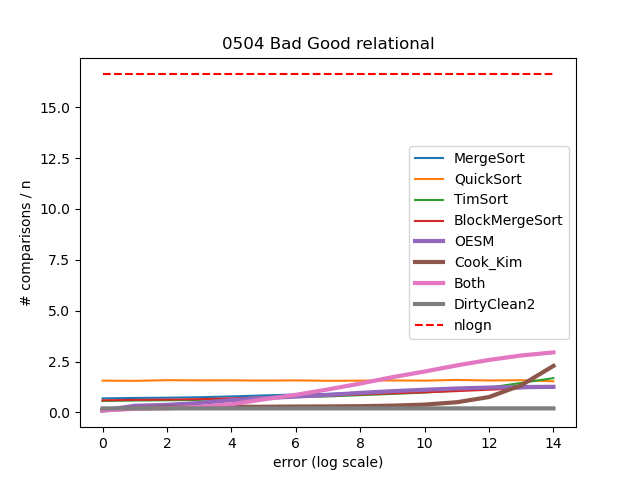 0504 Bad Good relational
# comparisons / n
15.0
12.5
10.0
7.5
5.0
2.5
0.0
MergeSort
QuickSort
TimSort
BlockMergeSort
OESM
Cook_Kim
Both
DirtyClean2
nlogn
0 2 4 6 8 10 12 14
error (log scale)